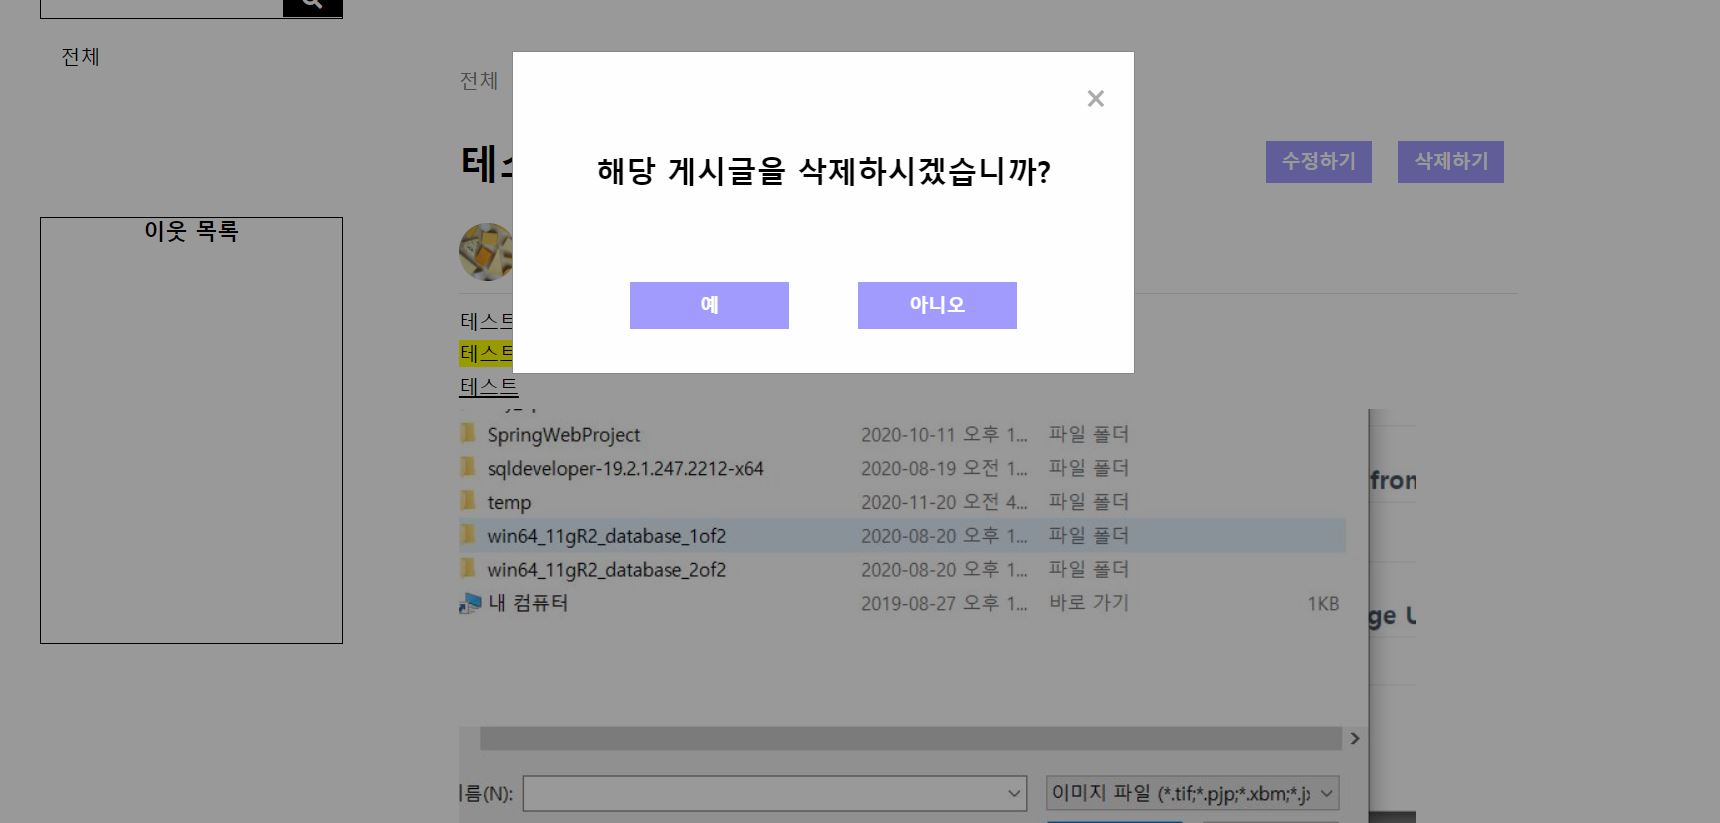 전체
전체
해당 게시글을 삭제하시겠습니까?
수정하기
삭제하기
이웃 목록
예
아니오
테스트
테스트
테스트
SpringWebProject 2020-10-11 오후 1... 파일 폴더
sqldeveloper-19.2.1.247.2212-x64 2020-08-19 오전 1... 파일 폴더
temp 2020-11-20 오전 4... 파일 폴더
win64_11gR2_database_1of2 2020-08-20 오후 1... 파일 폴더
win64_11gR2_database_2of2 2020-08-20 오후 1... 파일 폴더
내 컴퓨터 2019-08-27 오후 1... 바로 가기 1KB
from
름(N):
이미지 파일 (*.tif;*.pjp;*.xbm;*.j